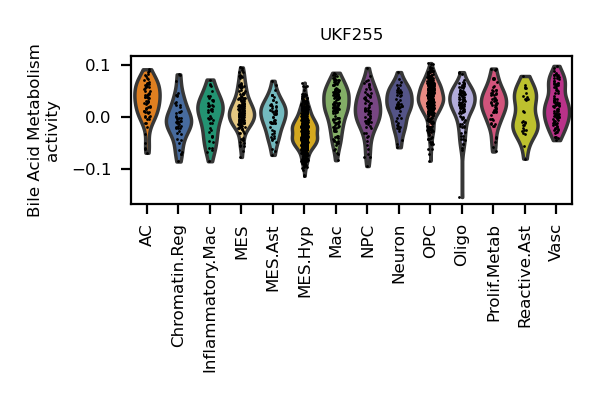 UKF255
Bile Acid Metabolism
activity
0.1
0.0
−0.1
AC
Chromatin.Reg
Inflammatory.Mac
MES
MES.Ast
MES.Hyp
Mac
NPC
Neuron
OPC
Oligo
Prolif.Metab
Reactive.Ast
Vasc